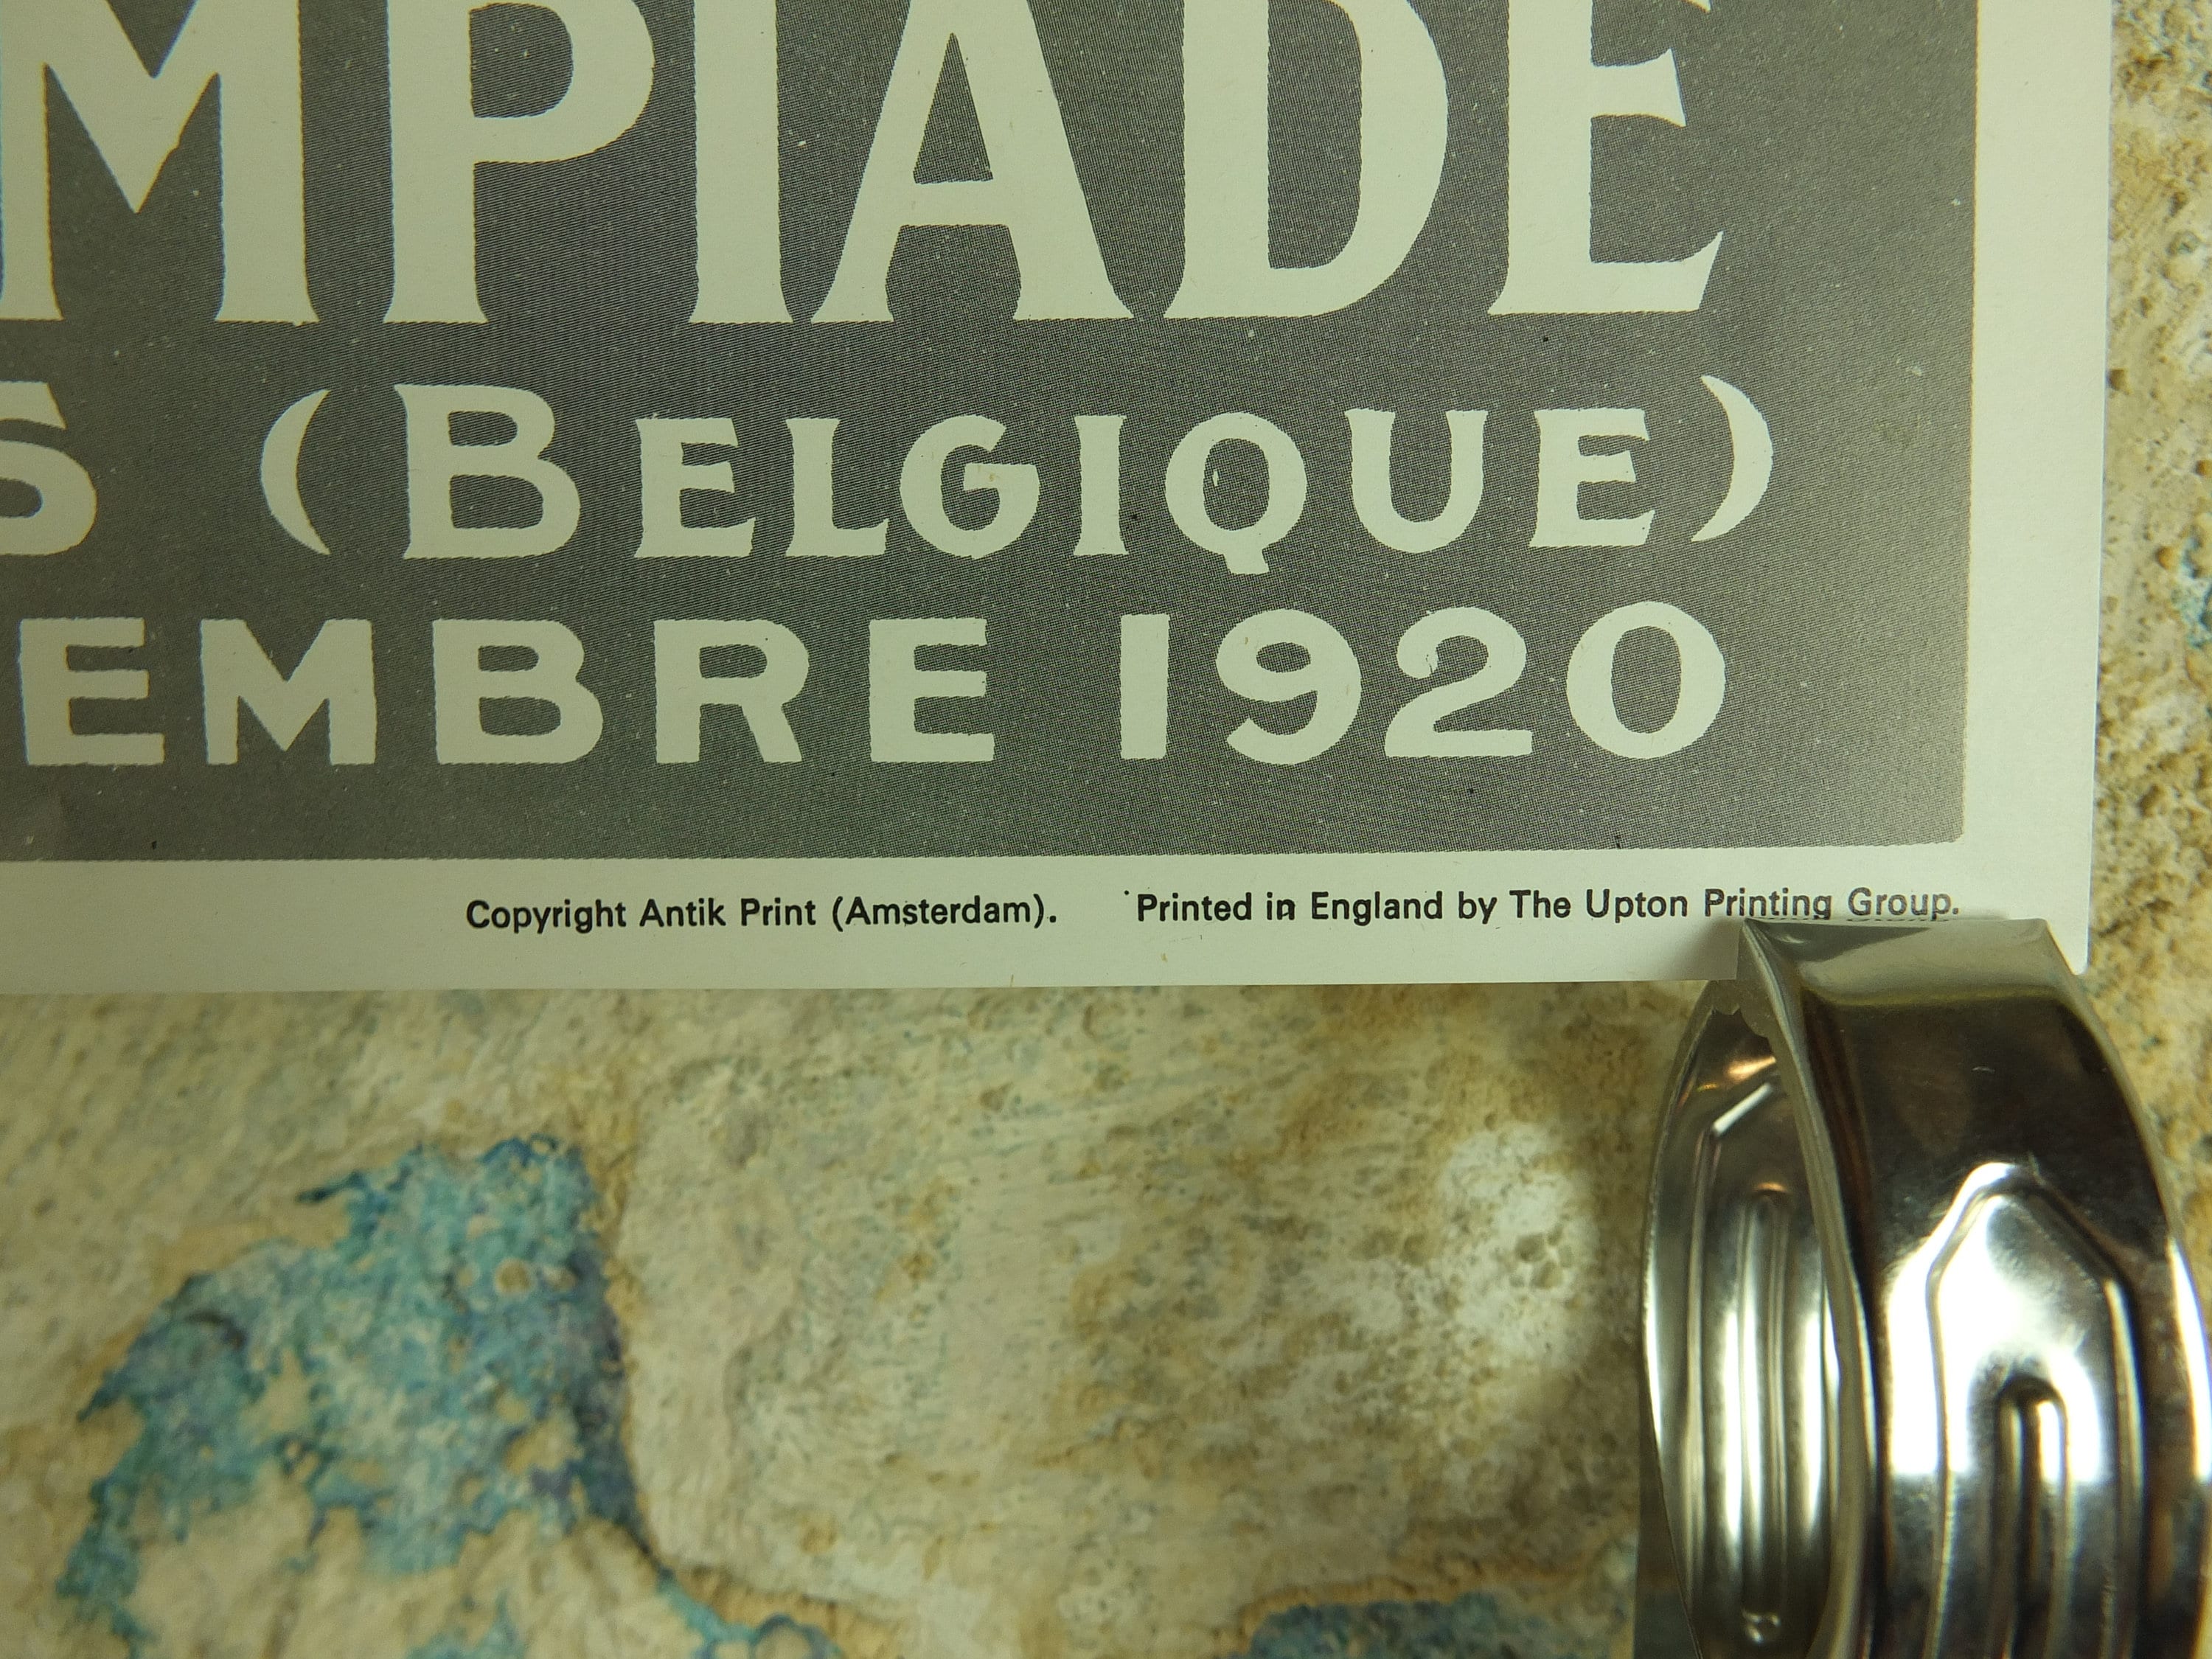 MPIADE
S (BELGIQUE)
EMBRE 1920
Copyright Antik Print (Amsterdam). Printed in England by The Upton Printing Group.